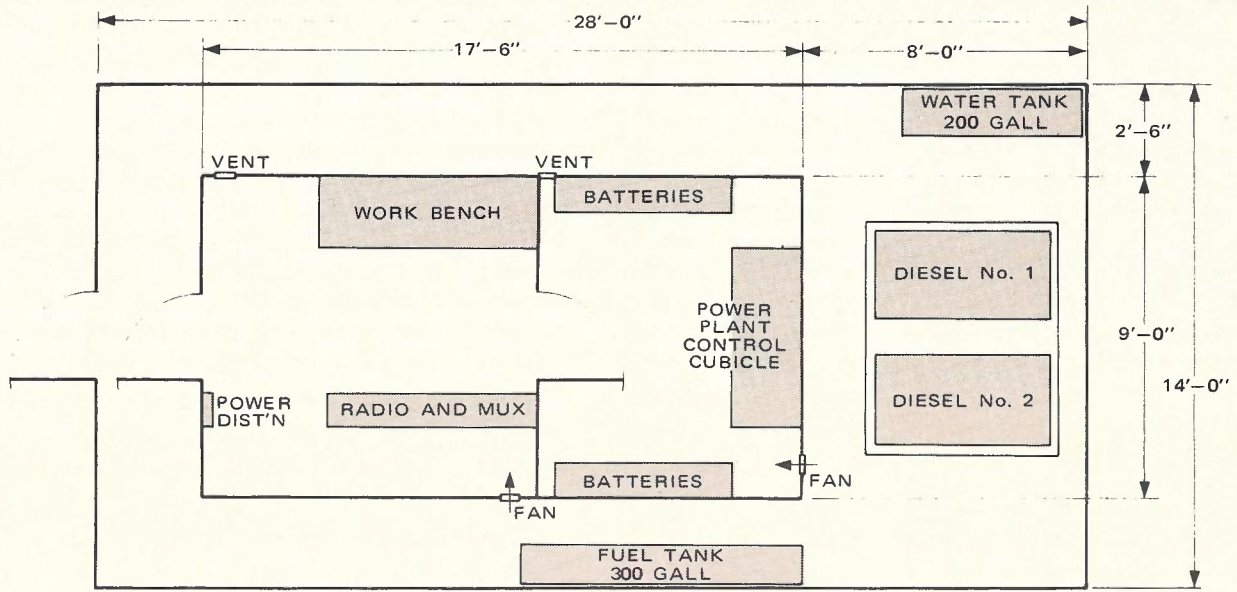 28'–0"
17'–6"
8'–0"
WATER TANK
200 GALL
2'–6"
VENT
VENT
BATTERIES
WORK BENCH
DIESEL No. 1
POWER
PLANT
CONTROL
CUBICLE
9'–0"
14'–0"
POWER
DIST'N
RADIO AND MUX
DIESEL No. 2
BATTERIES
FAN
FAN
FUEL TANK
300 GALL